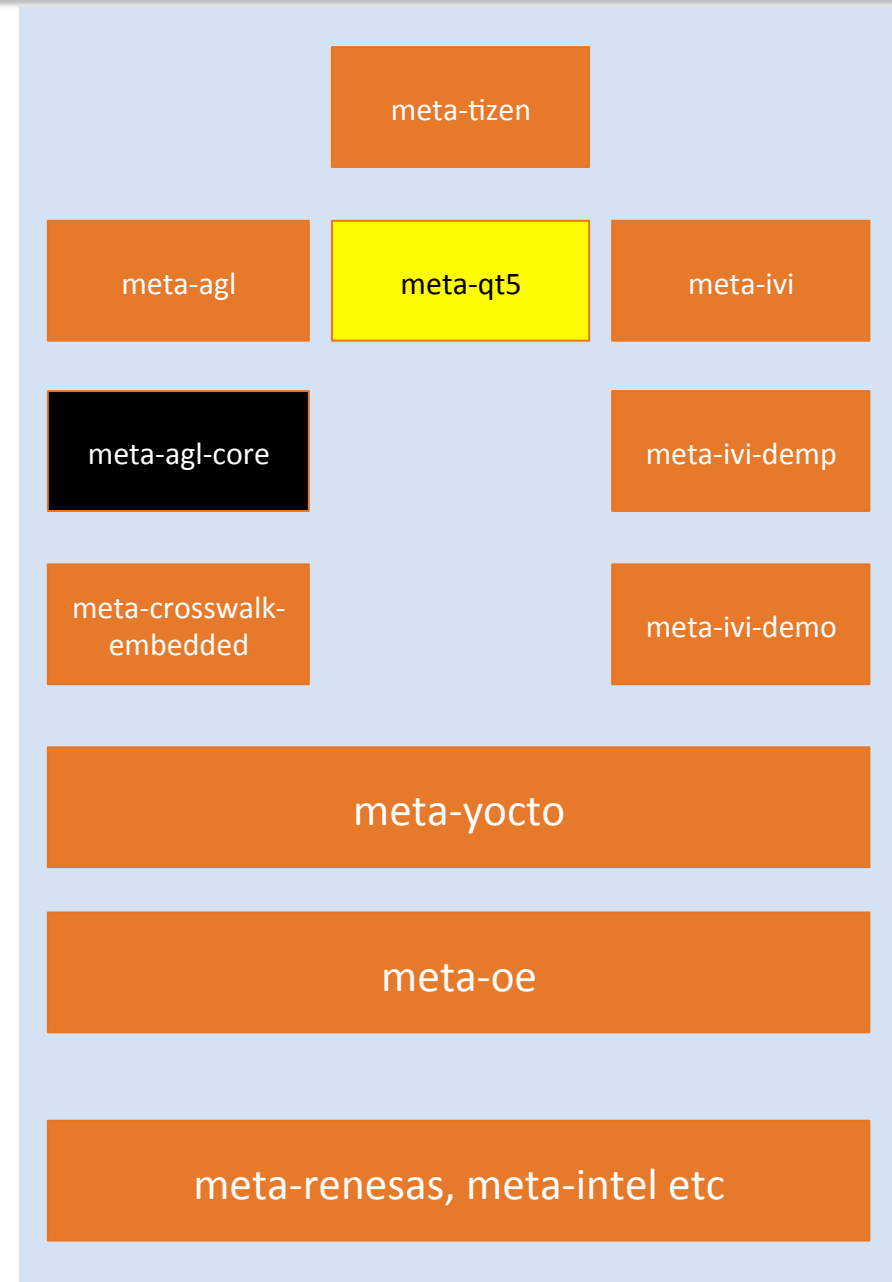 meta-tizen
meta-agl
meta-qt5
meta-ivi
meta-agl-core
meta-ivi-demp
meta-crosswalk-
embedded
meta-ivi-demo
meta-yocto
meta-oe
meta-renesas, meta-intel etc